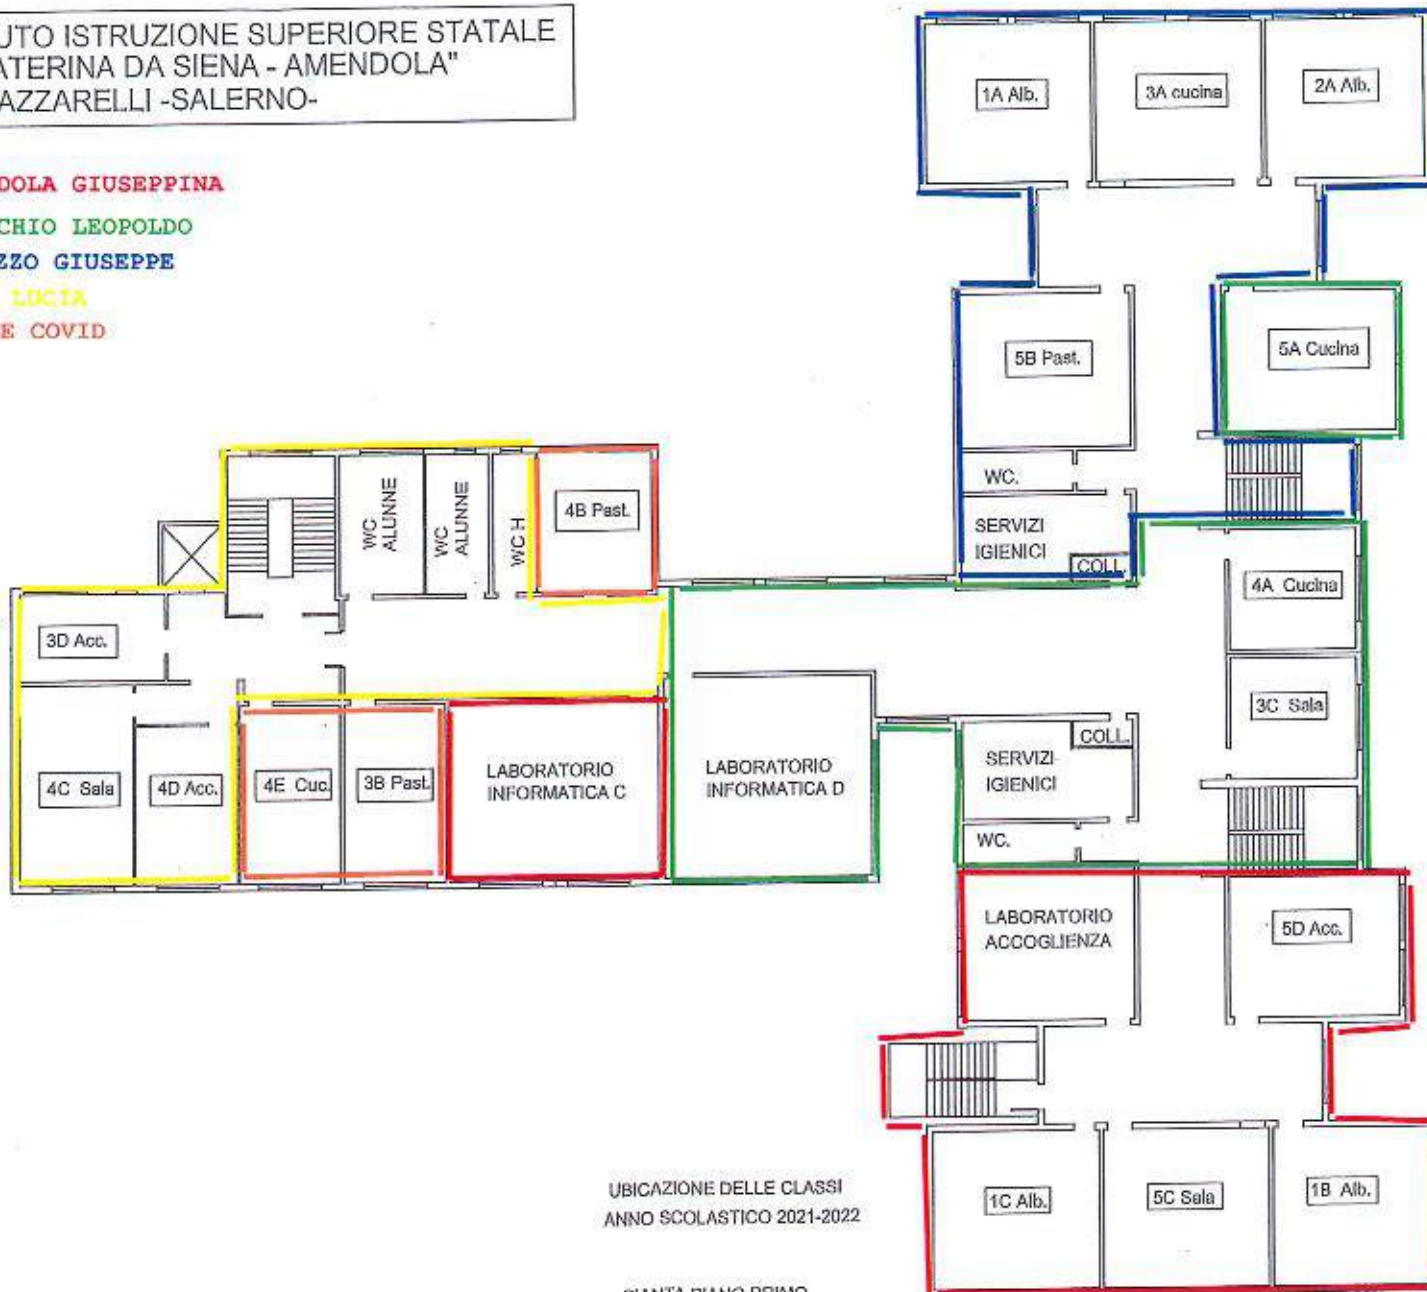 UTO ISTRUZIONE SUPERIORE STATALE
ATERINA DA SIENA - AMENDOLA"
AZZARELLI -SALERNO-
DOLA GIUSEPPINA
CHIO LEOPOLDO
ZZO GIUSEPPE
LUCIA
E COVID
1A Alb.
3A cucina
2A Alb.
5B Past.
5A Cucina
WC.
SERVIZI
IGIENICI
COLL.
WC
ALUNNE
WC
ALUNNE
WC H
4B Past.
4A Cucina
3D Acc.
3C Sala
4C Sala
4D Acc.
4E Cuc.
3B Past.
LABORATORIO
INFORMATICA C
LABORATORIO
INFORMATICA D
COLL.
SERVIZI-
IGIENICI
WC.
LABORATORIO
ACCOGLIENZA
5D Acc.
1C Alb.
5C Sala
1B Alb.
UBICAZIONE DELLE CLASSI
ANNO SCOLASTICO 2021-2022
PIANTA PIANO PRIMO